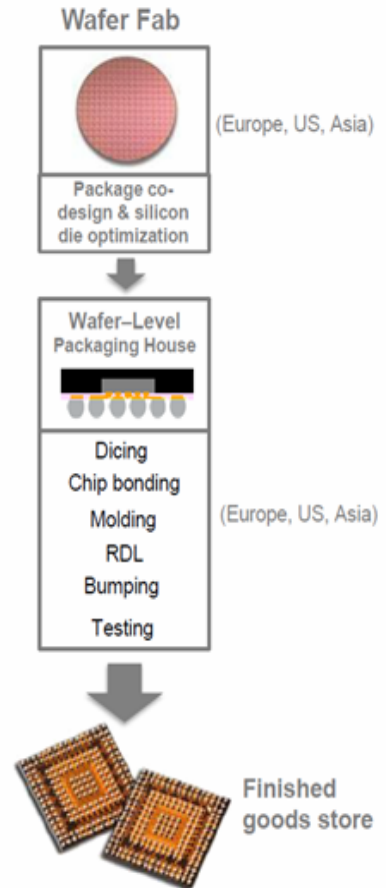 Wafer Fab
(Europe, US, Asia)
Package co-
design & silicon
die optimization
Wafer–Level
Packaging House
Dicing
Chip bonding
Molding
RDL
Bumping
Testing
(Europe, US, Asia)
Finished
goods store